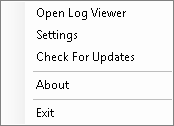 Open Log Viewer
Settings
Check For Updates
About
Exit